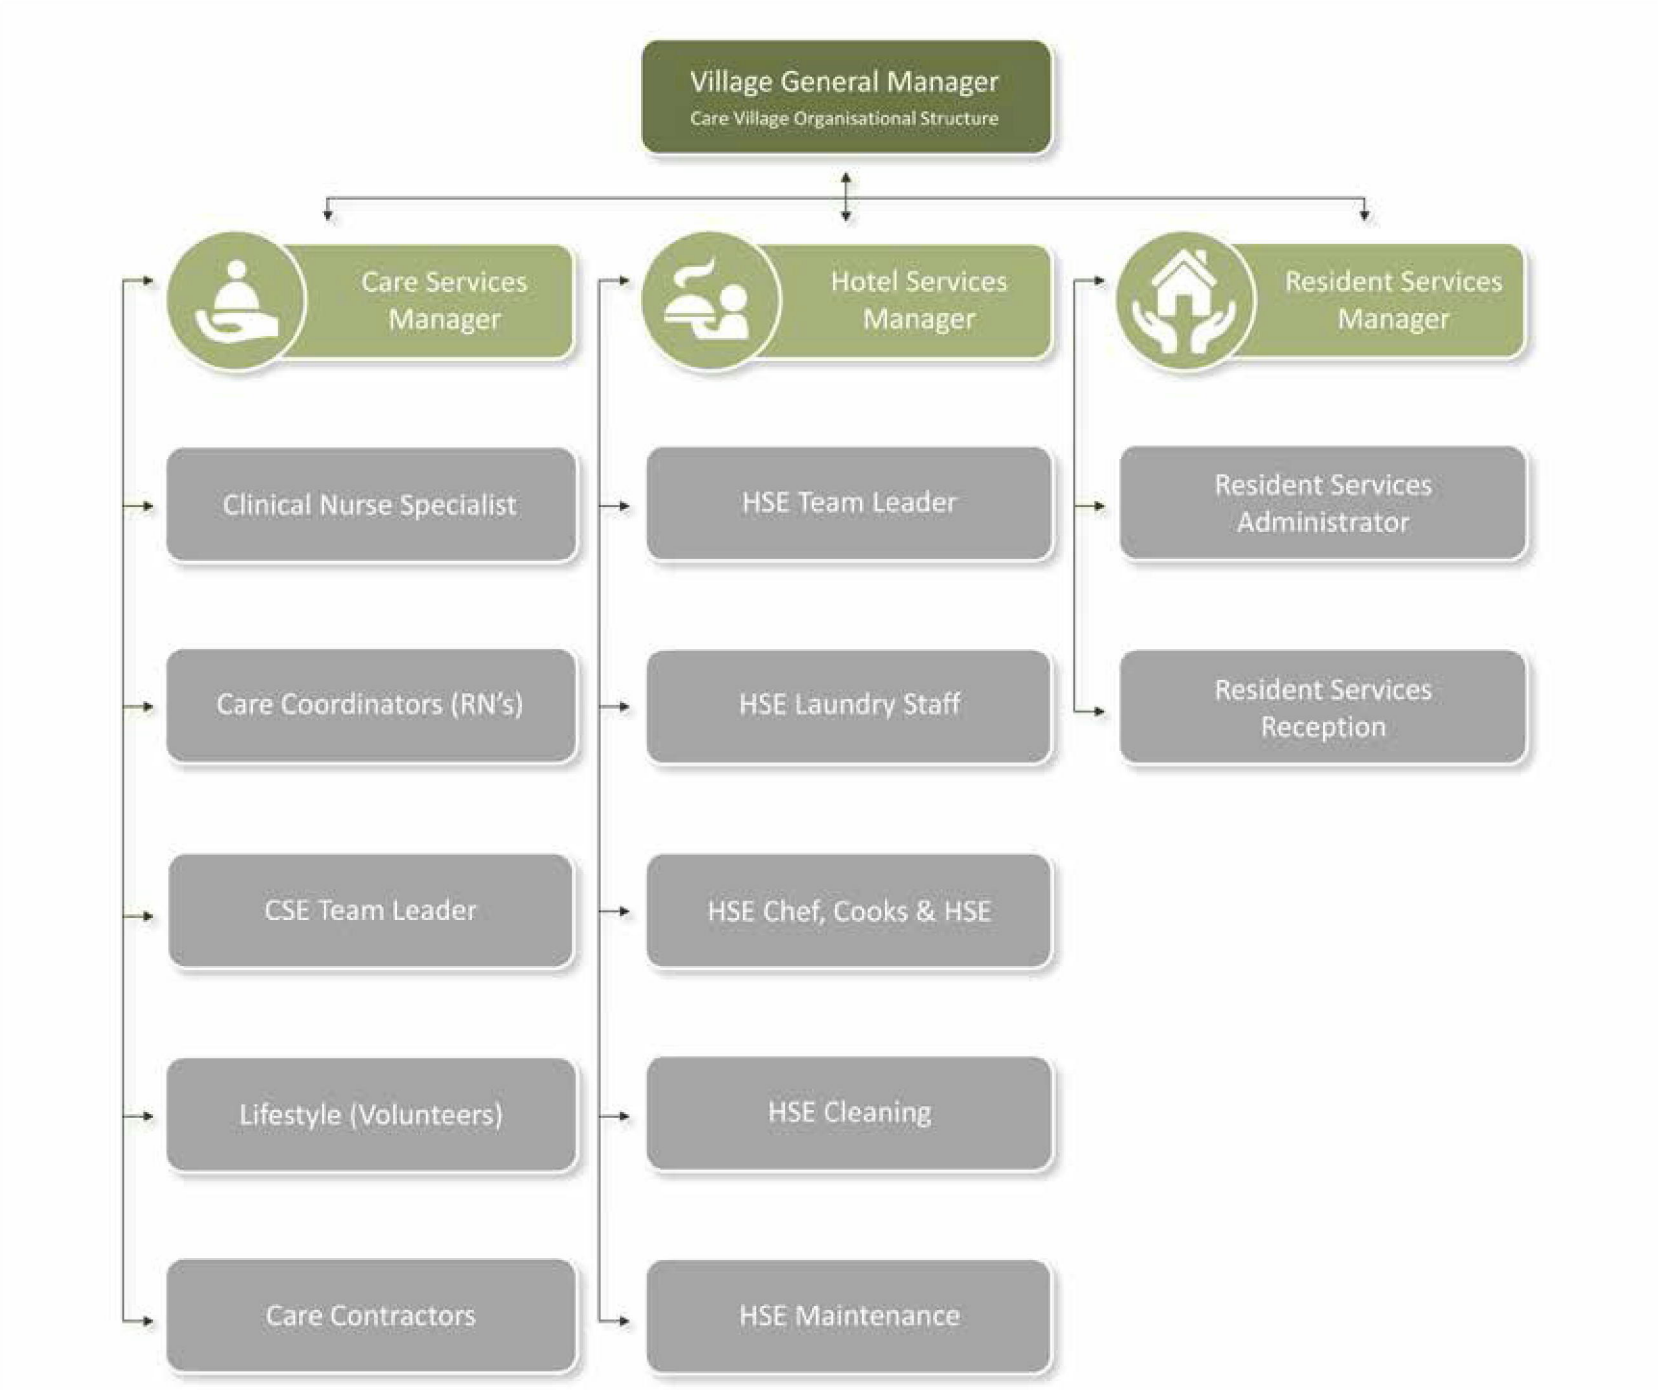 Village General Manager
Care Village Organisational Structure
Care Services
Manager
Hotel Services
Manager
Resident Services
Manager
Clinical Nurse Specialist
HSE Team Leader
Resident Services
Administrator
Care Coordinators (RN's)
HSE Laundry Staff
Resident Services
Reception
CSE Team Leader
HSE Chef, Cooks & HSE
Lifestyle (Volunteers)
HSE Cleaning
Care Contractors
HSE Maintenance